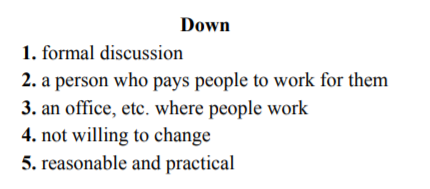 Down
1. formal discussion
2. a person who pays people to work for them
3. an office, etc. where people work
4. not willing to change
5. reasonable and practical